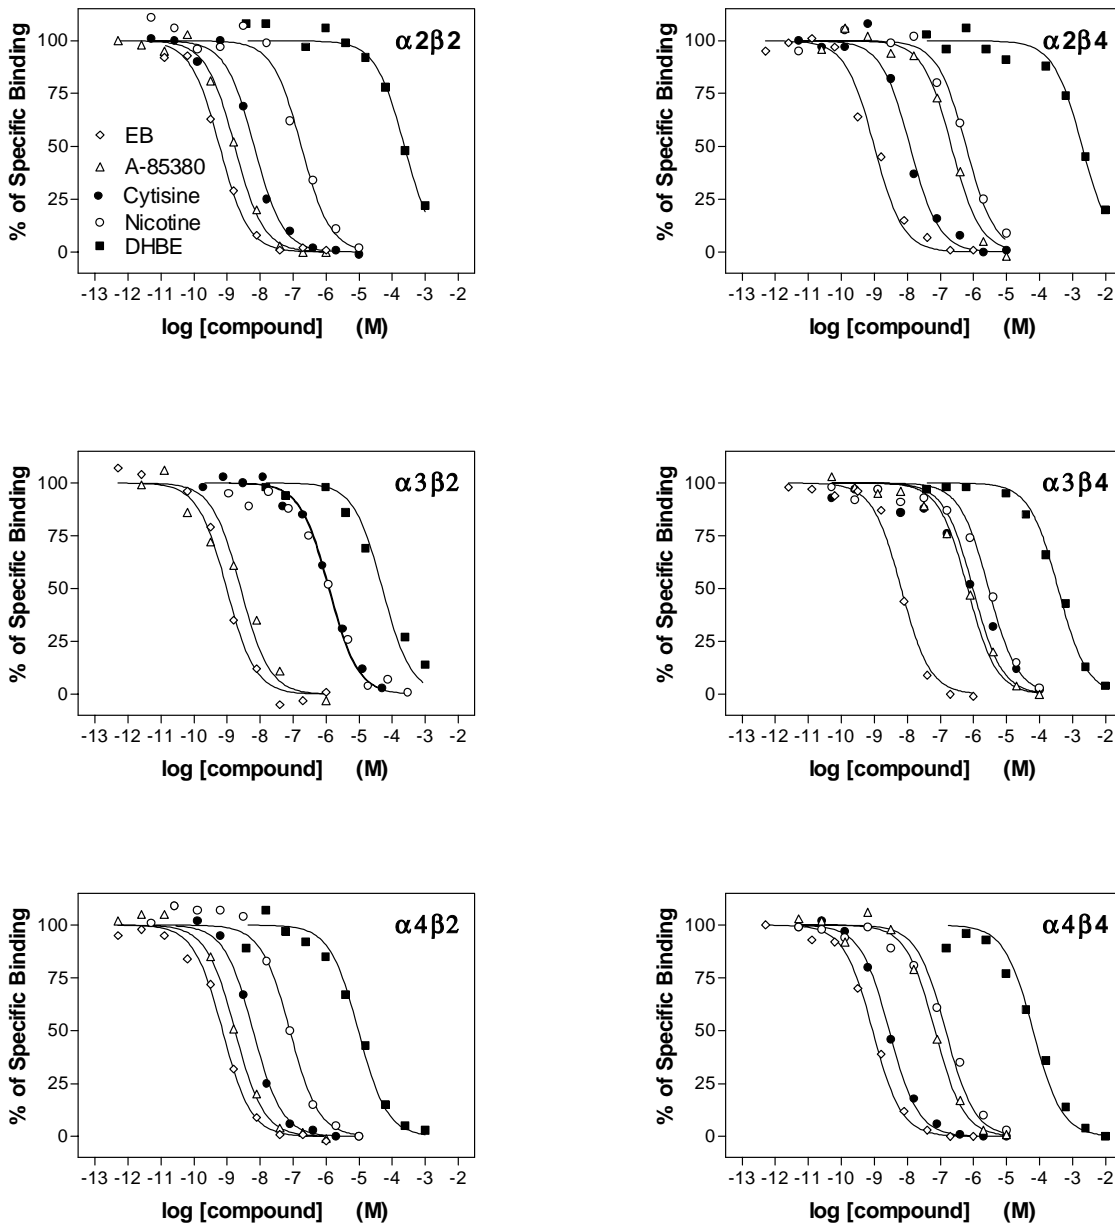 α2β2
100
75
50
25
0
EB
A-85380
Cytisine
Nicotine
DHBE
% of Specific Binding
-13 -12 -11 -10 -9 -8 -7 -6 -5 -4 -3 -2
log [compound] (M)
α2β4
100
75
50
25
0
% of Specific Binding
-13 -12 -11 -10 -9 -8 -7 -6 -5 -4 -3 -2
log [compound] (M)
α3β2
100
75
50
25
0
% of Specific Binding
-13 -12 -11 -10 -9 -8 -7 -6 -5 -4 -3 -2
log [compound] (M)
α3β4
100
75
50
25
0
% of Specific Binding
-13 -12 -11 -10 -9 -8 -7 -6 -5 -4 -3 -2
log [compound] (M)
α4β2
100
75
50
25
0
% of Specific Binding
-13 -12 -11 -10 -9 -8 -7 -6 -5 -4 -3 -2
log [compound] (M)
α4β4
100
75
50
25
0
% of Specific Binding
-13 -12 -11 -10 -9 -8 -7 -6 -5 -4 -3 -2
log [compound] (M)